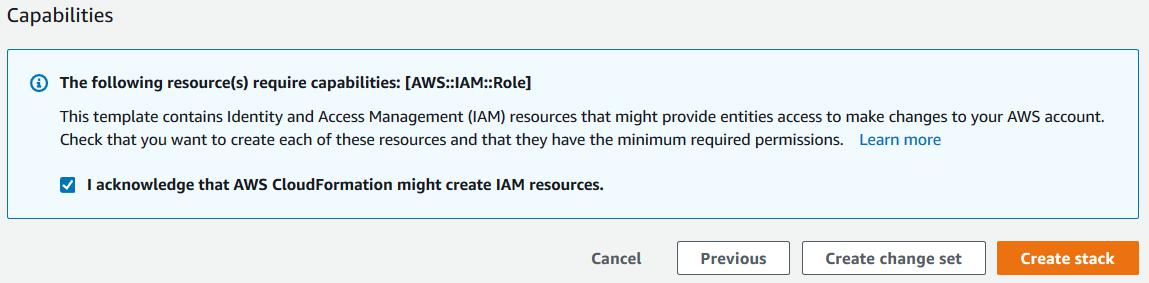 Capabilities
The following resource(s) require capabilities: [AWS::IAM::Role]
This template contains Identity and Access Management (IAM) resources that might provide entities access to make changes to your AWS account.
Check that you want to create each of these resources and that they have the minimum required permissions. Learn more
I acknowledge that AWS CloudFormation might create IAM resources.
Cancel Previous Create change set Create stack